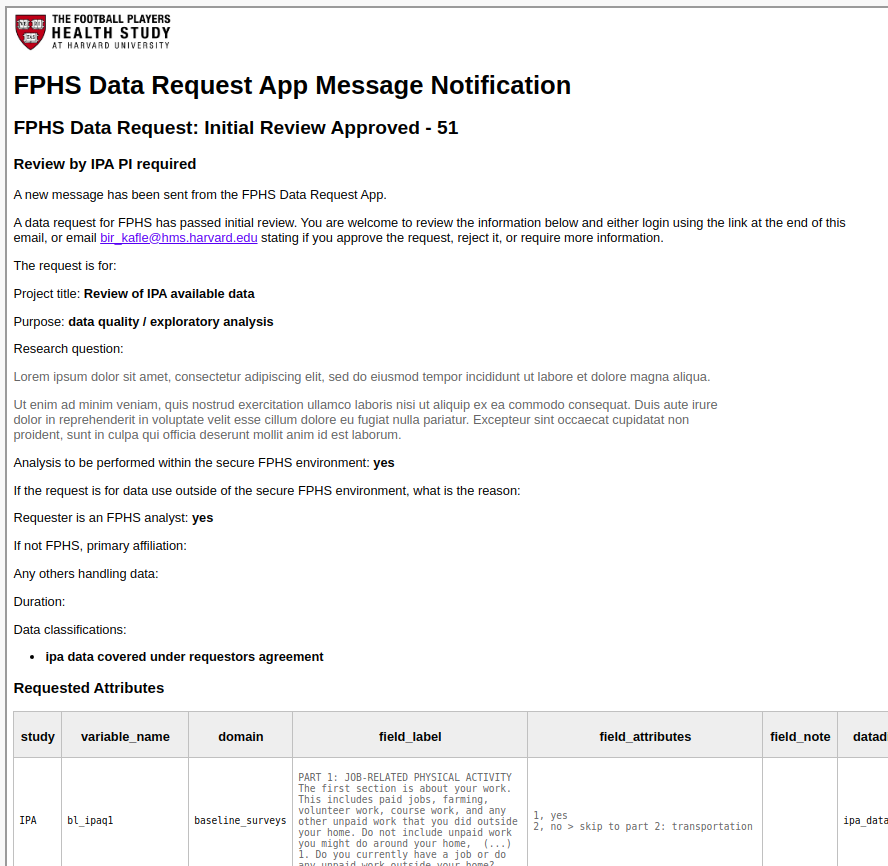 THE FOOTBALL PLAYERS
HEALTH STUDY
AT HARVARD UNIVERSITY
FPHS Data Request App Message Notification
FPHS Data Request: Initial Review Approved - 51
Review by IPA PI required
A new message has been sent from the FPHS Data Request App.
A data request for FPHS has passed initial review. You are welcome to review the information below and either login using the link at the end of this
email, or email bir_kafle@hms.harvard.edu stating if you approve the request, reject it, or require more information.
The request is for:
Project title: Review of IPA available data
Purpose: data quality / exploratory analysis
Research question:
Lorem ipsum dolor sit amet, consectetur adipiscing elit, sed do eiusmod tempor incididunt ut labore et dolore magna aliqua.
Ut enim ad minim veniam, quis nostrud exercitation ullamco laboris nisi ut aliquip ex ea commodo consequat. Duis aute irure
dolor in reprehenderit in voluptate velit esse cillum dolore eu fugiat nulla pariatur. Excepteur sint occaecat cupidatat non
proident, sunt in culpa qui officia deserunt mollit anim id est laborum.
Analysis to be performed within the secure FPHS environment: yes
If the request is for data use outside of the secure FPHS environment, what is the reason:
Requester is an FPHS analyst: yes
If not FPHS, primary affiliation:
Any others handling data:
Duration:
Data classifications:
• ipa data covered under requestors agreement
Requested Attributes
study variable_name domain field_label field_attributes field_note datad
IPA bl_ipaq1 baseline_surveys
PART 1: JOB-RELATED PHYSICAL ACTIVITY
The first section is about your work.
This includes paid jobs, farming,
volunteer work, course work, and any
other unpaid work that you did outside
your home. Do not include unpaid work
you might do around your home, (...)
1. Do you currently have a job or do
any unpaid work outside your home?
1, yes
2, no > skip to part 2: transportation
ipa_data